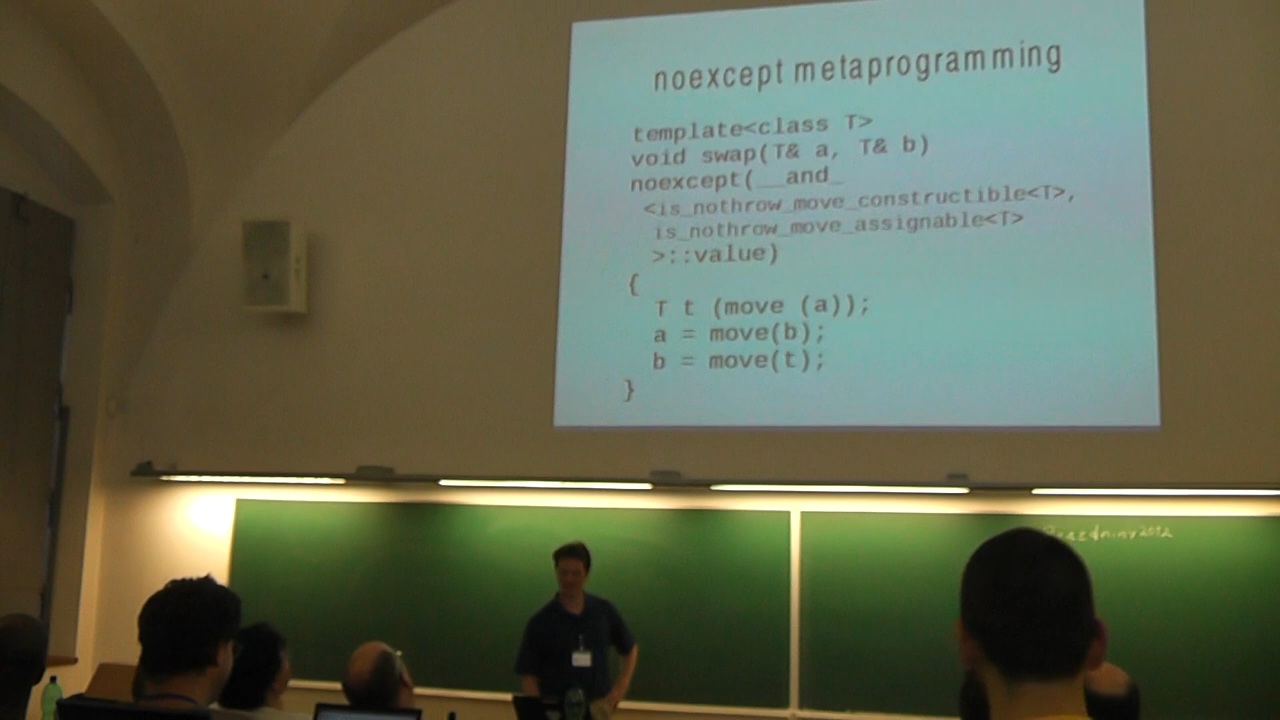 noexcept metaprogramming
template<class T>
void swap(T& a, T& b)
noexcept(__and_
<is_nothrow_move_constructible<T>,
is_nothrow_move_assignable<T>
>::value)
{
T t (move (a));
a = move(b);
b = move(t);
}